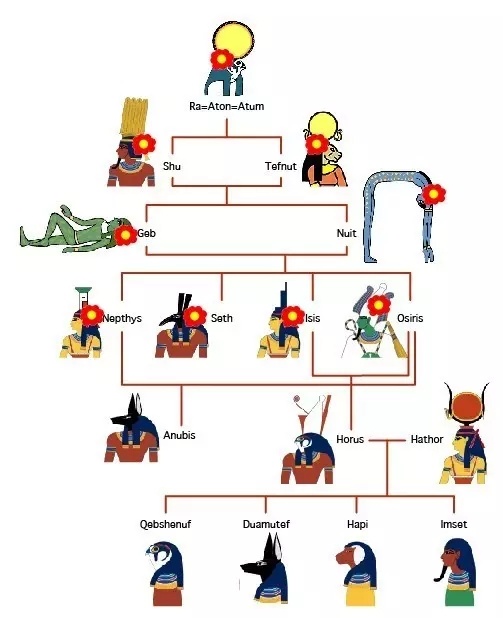 Ra=Aton=Atum
Shu
Tefnut
Geb
Nuit
Nepthys
Seth
Isis
Osiris
Anubis
Horus
Hathor
Qebshenuf
Duamutef
Hapi
Imset